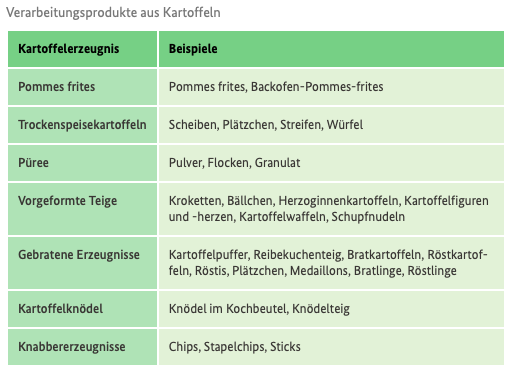 Verarbeitungsprodukte aus Kartoffeln
Kartoffelerzeugnis Beispiele
Pommes frites Pommes frites, Backofen-Pommes-frites
Trockenspeisekartoffeln Scheiben, Plätzchen, Streifen, Würfel
Püree Pulver, Flocken, Granulat
Vorgeformte Teige Kroketten, Bällchen, Herzoginnenkartoffeln, Kartoffelfiguren
und -herzen, Kartoffelwaffeln, Schupfnudeln
Gebratene Erzeugnisse Kartoffelpuffer, Reibekuchenteig, Bratkartoffeln, Röstkartof-
feln, Röstis, Plätzchen, Medaillons, Bratlinge, Röstlinge
Kartoffelknödel Knödel im Kochbeutel, Knödelteig
Knabbererzeugnisse Chips, Stapelchips, Sticks